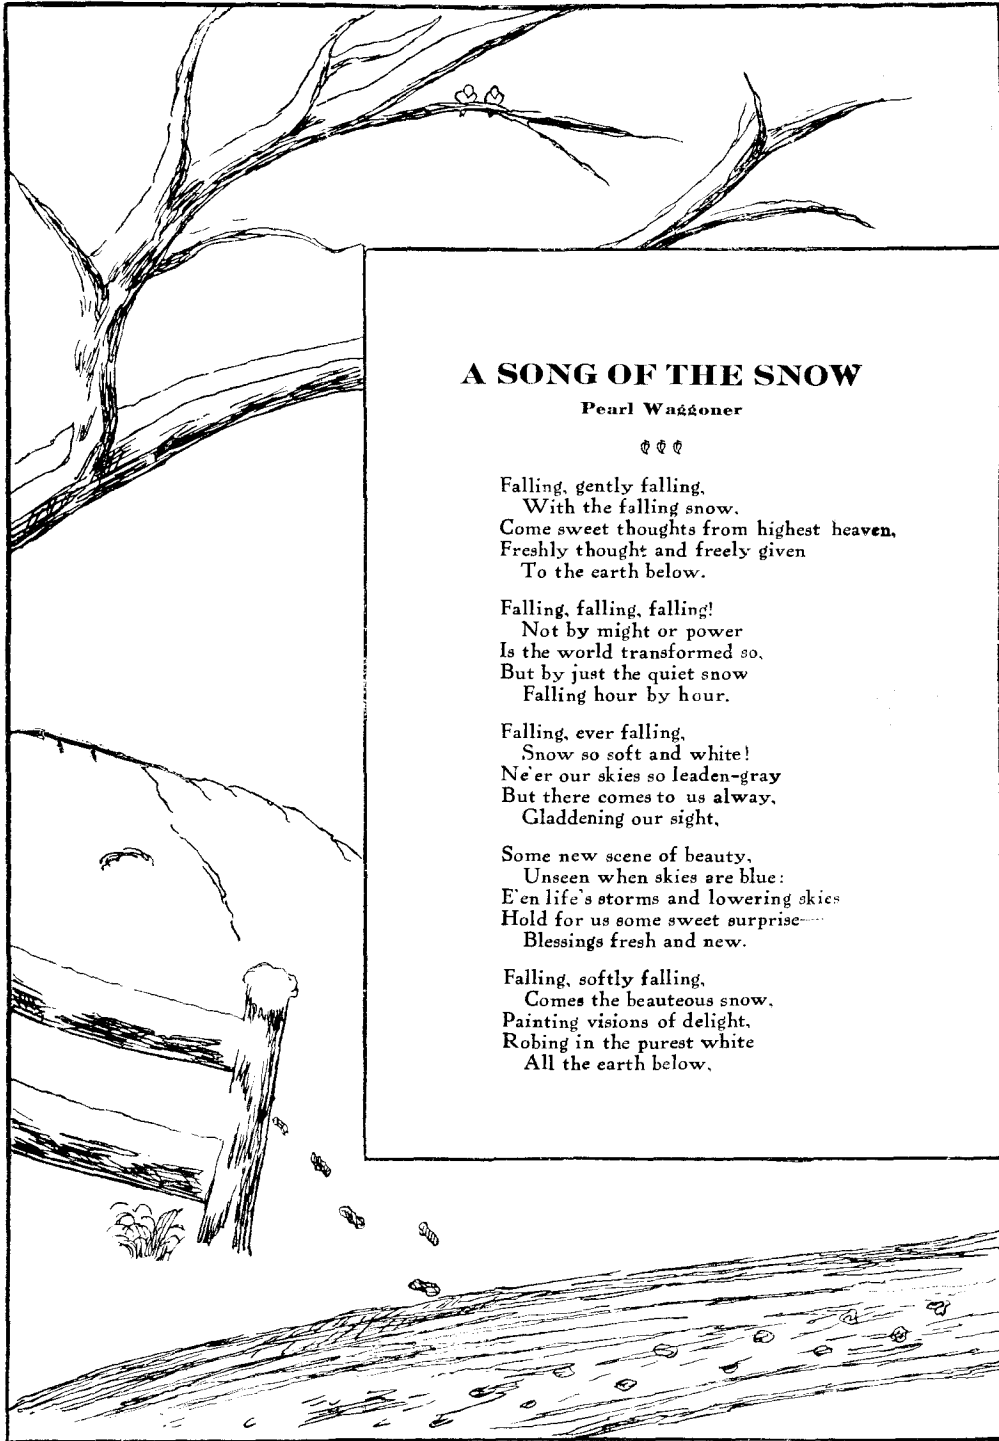 A SONG OF THE SNOW
Pearl Waggoner
Falling, gently falling,
With the falling snow,
Come sweet thoughts from highest heaven,
Freshly thought and freely given
To the earth below.
Falling, falling, falling!
Not by might or power
Is the world transformed so,
But by just the quiet snow
Falling hour by hour.
Falling, ever falling,
Snow so soft and white!
Ne'er our skies so leaden-gray
But there comes to us alway,
Gladdening our sight,
Some new scene of beauty,
Unseen when skies are blue:
E'en life's storms and lowering skies
Hold for us some sweet surprise—
Blessings fresh and new.
Falling, softly falling,
Comes the beauteous snow,
Painting visions of delight,
Robing in the purest white
All the earth below,